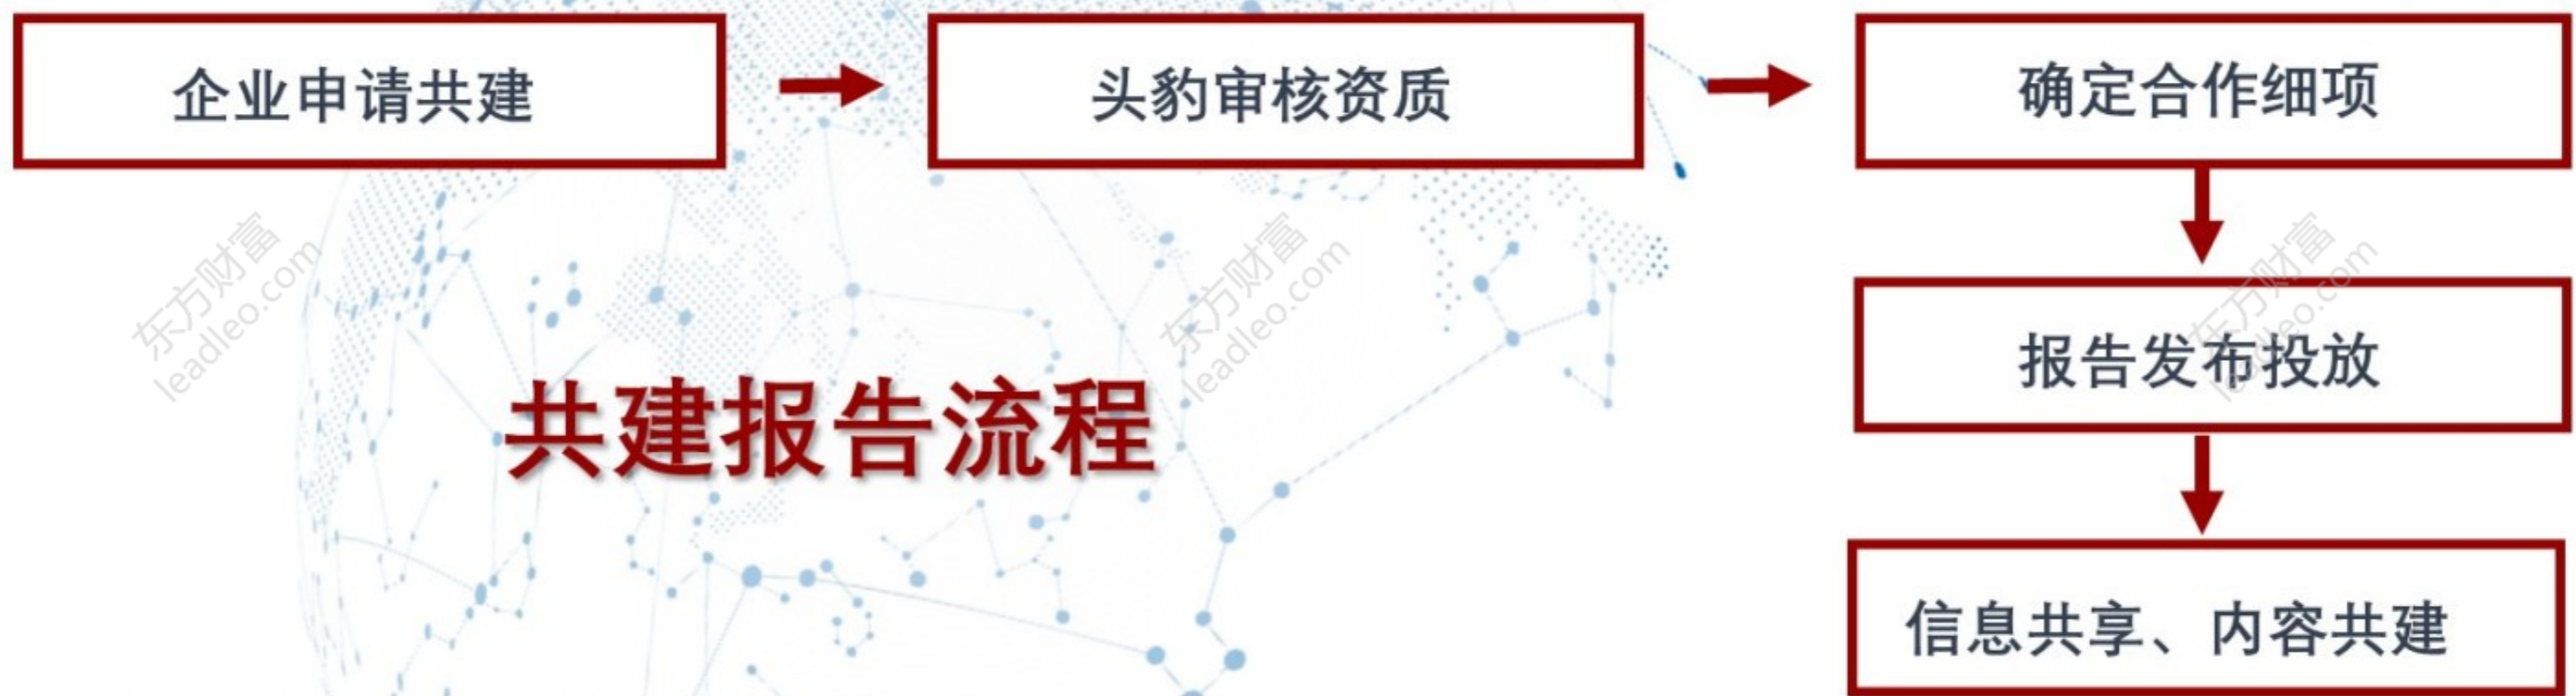 企业申请共建
头豹审核资质
确定合作细项
东方财富
leadleo.com
东方财富
leadleo.com
东方财富
leadleo.com
报告发布投放
共建报告流程
信息共享、内容共建